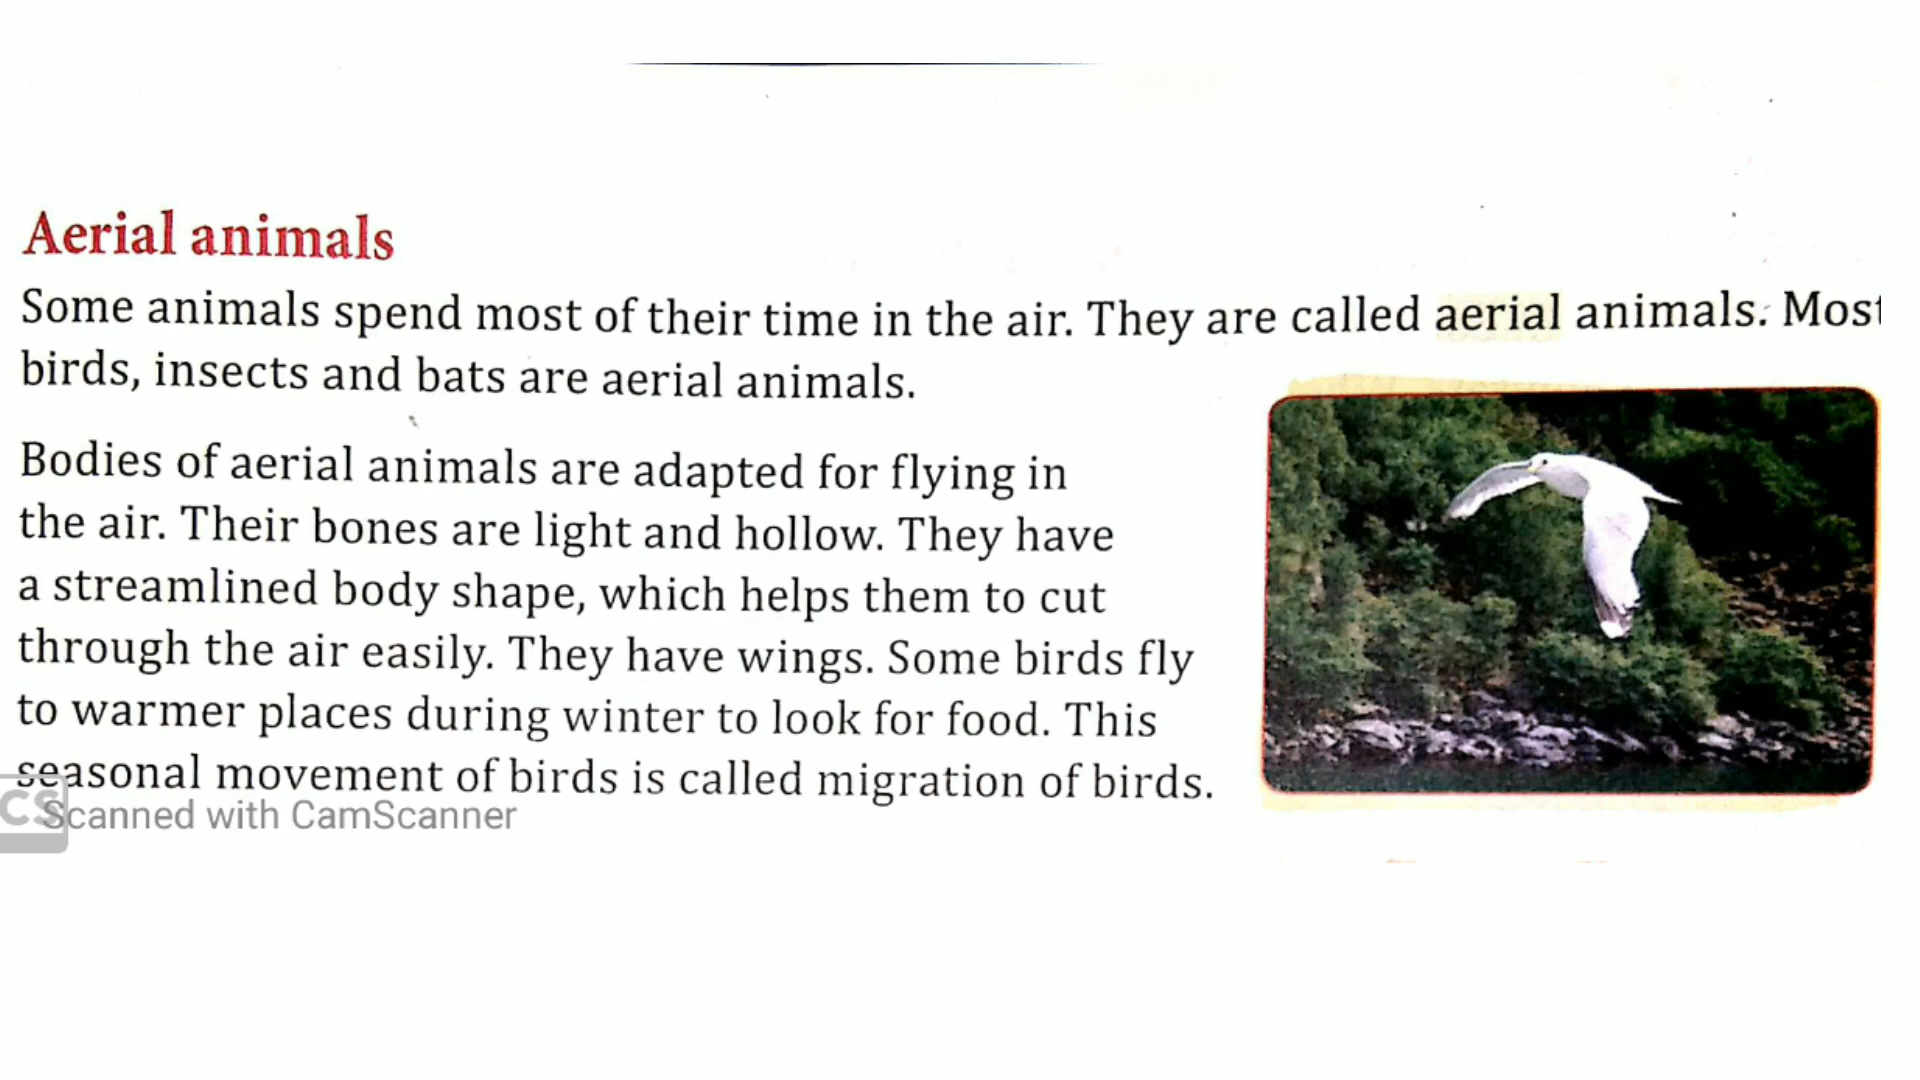 Aerial animals
Some animals spend most of their time in the air. They are called aerial animals. Most
birds, insects and bats are aerial animals.
Bodies of aerial animals are adapted for flying in
the air. Their bones are light and hollow. They have
a streamlined body shape, which helps them to cut
through the air easily. They have wings. Some birds fly
to warmer places during winter to look for food. This
seasonal movement of birds is called migration of birds.
CS Scanned with CamScanner